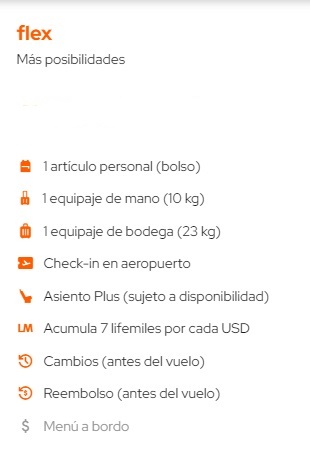 flex
Más posibilidades
1 artículo personal (bolso)
1 equipaje de mano (10 kg)
1 equipaje de bodega (23 kg)
Check-in en aeropuerto
Asiento Plus (sujeto a disponibilidad)
LM Acumula 7 lifemiles por cada USD
Cambios (antes del vuelo)
Reembolso (antes del vuelo)
$ Menú a bordo